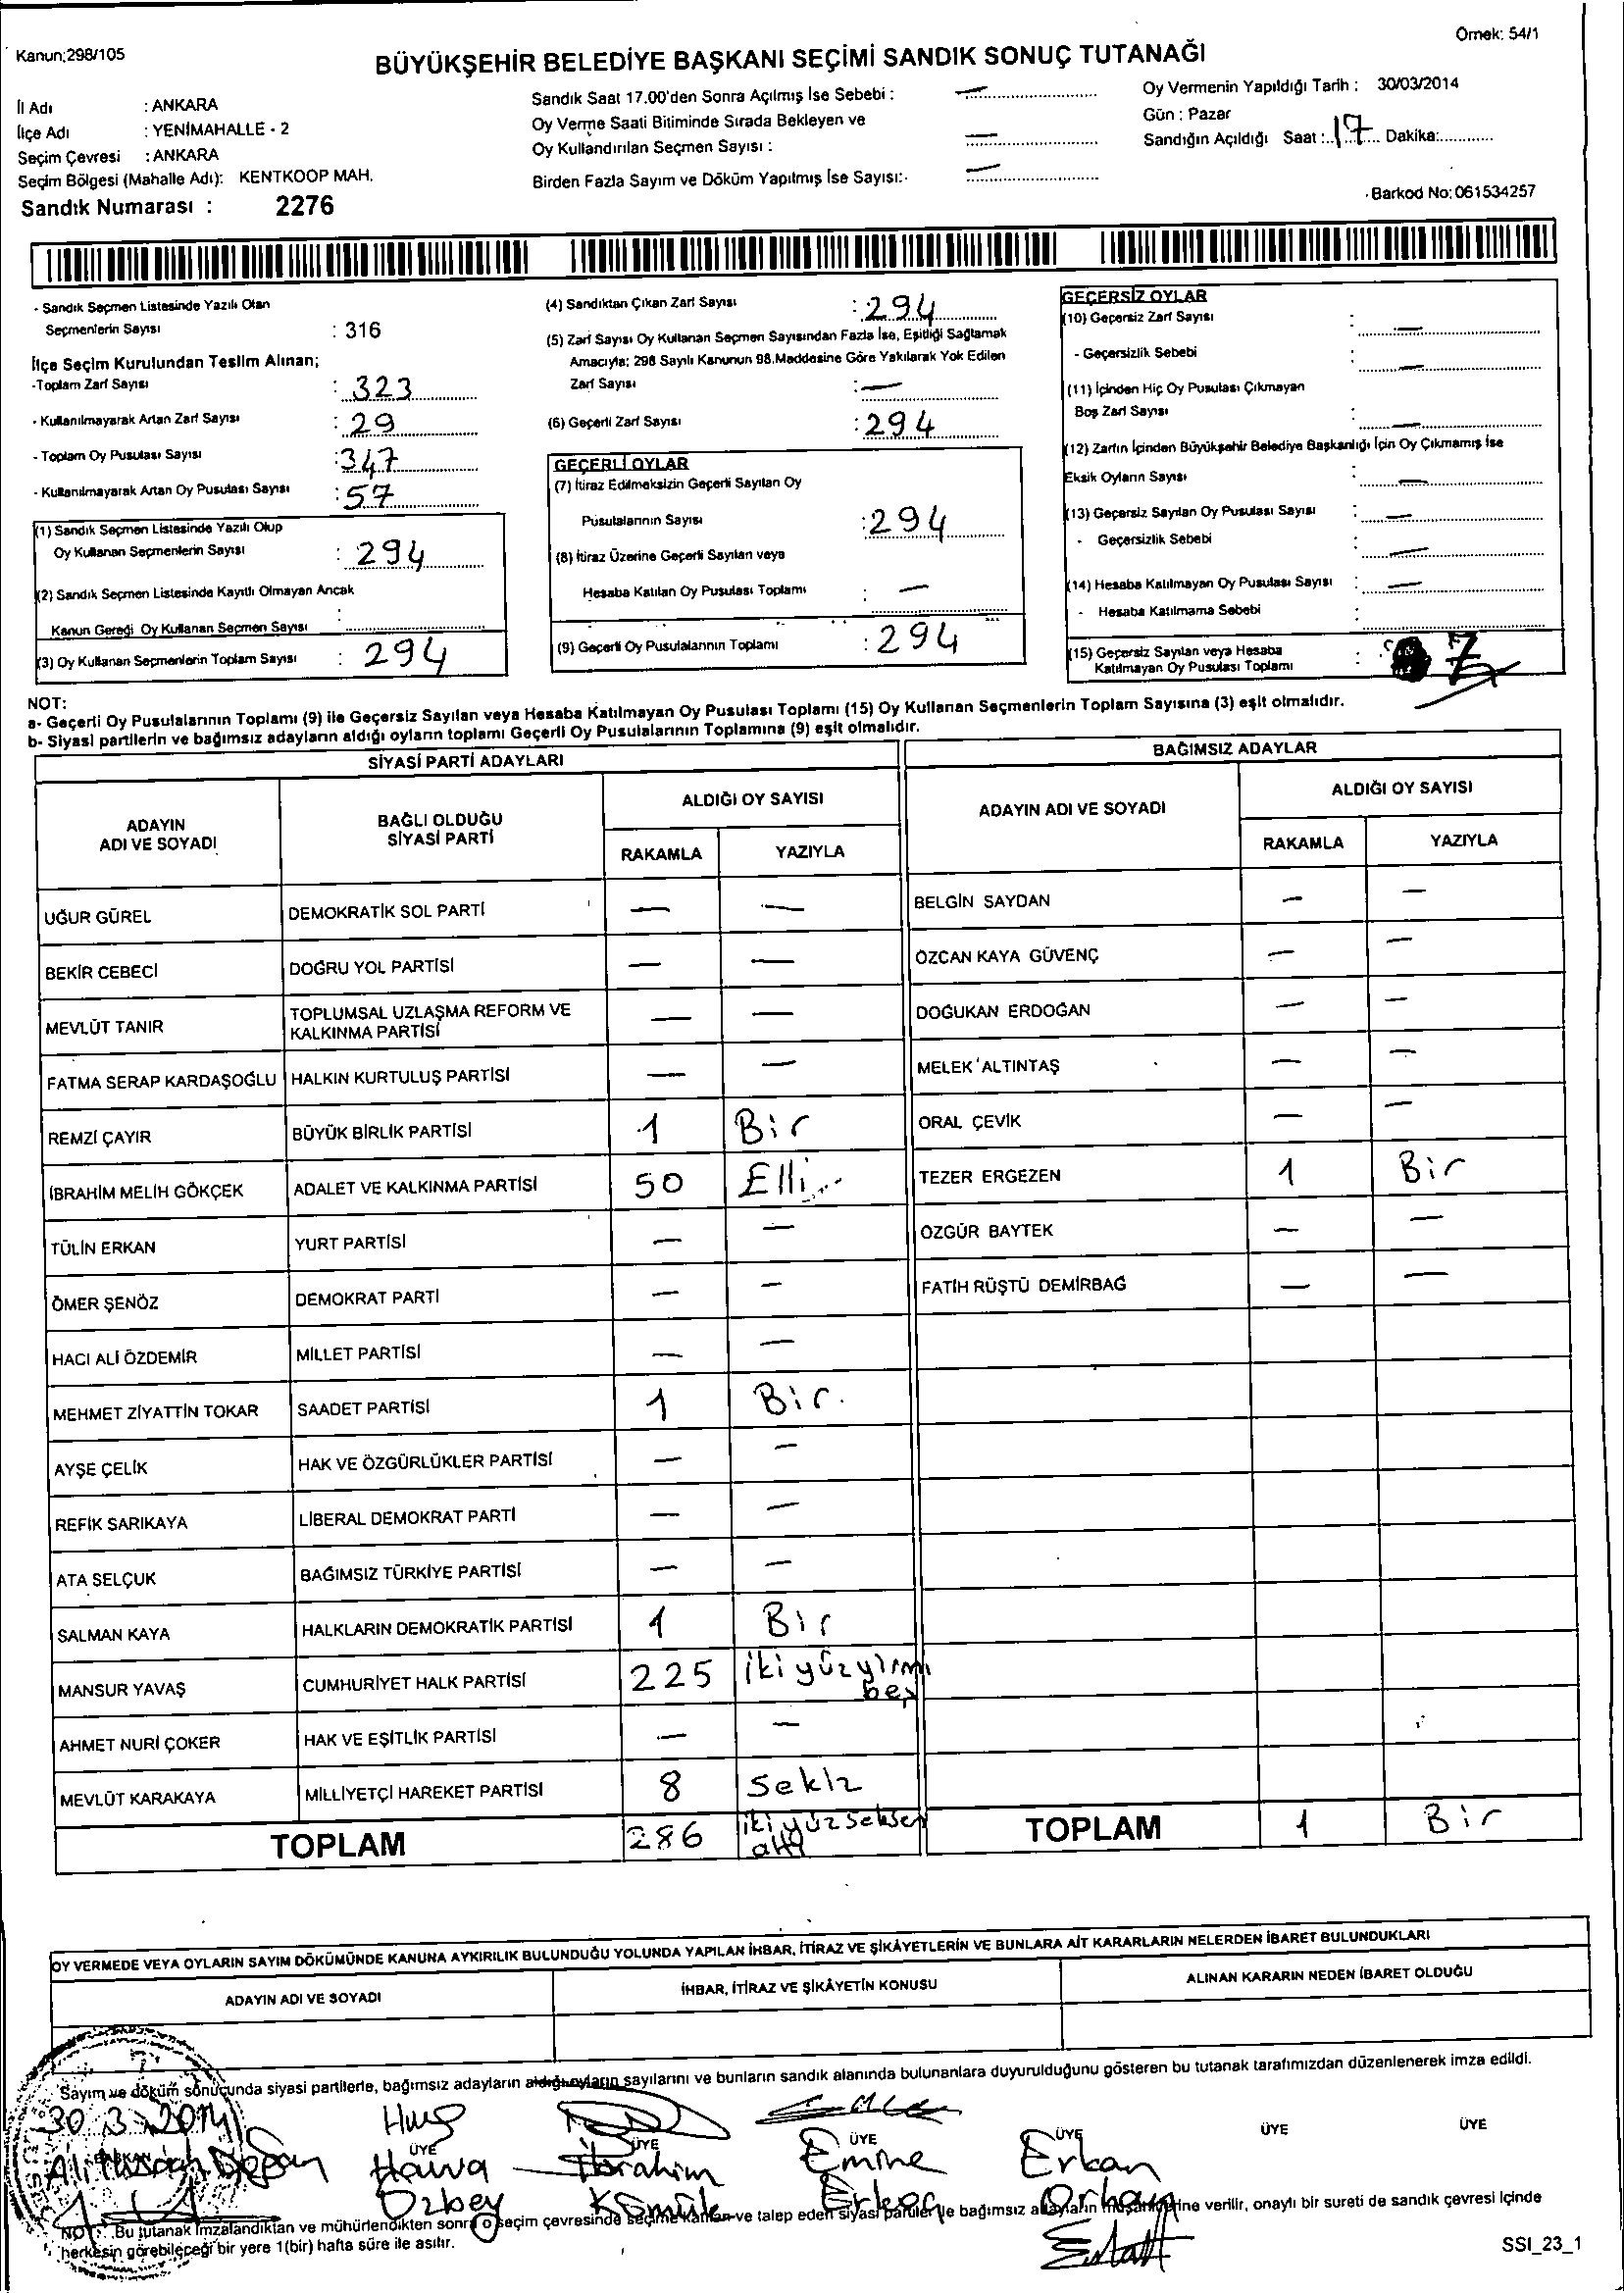 Kanun;298/105
Örnek: 54/1
BÜYÜKŞEHİR BELEDİYE BAŞKANI SEÇİMİ SANDIK SONUÇ TUTANAĞI
İl Adı : ANKARA
İlçe Adı : YENİMAHALLE - 2
Seçim Çevresi : ANKARA
Seçim Bölgesi (Mahalle Adı): KENTKOOP MAH.
Sandık Numarası : 2276
Sandık Saat 17.00'den Sonra Açılmış İse Sebebi : —
Oy Verme Saati Bitiminde Sırada Bekleyen ve
Oy Kullandırılan Seçmen Sayısı : —
Birden Fazla Sayım ve Döküm Yapılmış İse Sayısı: —
Oy Vermenin Yapıldığı Tarih : 30/03/2014
Gün : Pazar
Sandığın Açıldığı Saat : 17 Dakika:
Barkod No: 061534257
- Sandık Seçmen Listesinde Yazılı Olan
Seçmenlerin Sayısı : 316
İlçe Seçim Kurulundan Teslim Alınan;
-Toplam Zarf Sayısı : 323
- Kullanılmayarak Artan Zarf Sayısı : 29
- Toplam Oy Pusulası Sayısı : 347
- Kullanılmayarak Artan Oy Pusulası Sayısı : 57
(1) Sandık Seçmen Listesinde Yazılı Olup
Oy Kullanan Seçmenlerin Sayısı : 294
(2) Sandık Seçmen Listesinde Kayıtlı Olmayan Ancak
Kanun Gereği Oy Kullanan Seçmen Sayısı :
(3) Oy Kullanan Seçmenlerin Toplam Sayısı : 294
(4) Sandıktan Çıkan Zarf Sayısı : 294
(5) Zarf Sayısı Oy Kullanan Seçmen Sayısından Fazla İse, Eşitliği Sağlamak
Amacıyla; 298 Sayılı Kanunun 98.Maddesine Göre Yakılarak Yok Edilen
Zarf Sayısı : —
(6) Geçerli Zarf Sayısı : 294
GEÇERLİ OYLAR
(7) İtiraz Edilmeksizin Geçerli Sayılan Oy
Pusulalarının Sayısı : 294
(8) İtiraz Üzerine Geçerli Sayılan veya
Hesaba Katılan Oy Pusulası Toplamı : —
(9) Geçerli Oy Pusulalarının Toplamı : 294
GEÇERSİZ OYLAR
(10) Geçersiz Zarf Sayısı : —
- Geçersizlik Sebebi : —
(11) İçinden Hiç Oy Pusulası Çıkmayan
Boş Zarf Sayısı : —
(12) Zarfın İçinden Büyükşehir Belediye Başkanlığı İçin Oy Çıkmamış İse
Eksik Oyların Sayısı : —
(13) Geçersiz Sayılan Oy Pusulası Sayısı : —
- Geçersizlik Sebebi : —
(14) Hesaba Katılmayan Oy Pusulası Sayısı : —
- Hesaba Katılmama Sebebi :
(15) Geçersiz Sayılan veya Hesaba
Katılmayan Oy Pusulası Toplamı : 7
NOT:
a- Geçerli Oy Pusulalarının Toplamı (9) ile Geçersiz Sayılan veya Hesaba Katılmayan Oy Pusulası Toplamı (15) Oy Kullanan Seçmenlerin Toplam Sayısına (3) eşit olmalıdır.
b- Siyasi partilerin ve bağımsız adayların aldığı oyların toplamı Geçerli Oy Pusulalarının Toplamına (9) eşit olmalıdır.
SİYASİ PARTİ ADAYLARI
ADAYIN ADI VE SOYADI BAĞLI OLDUĞU SİYASİ PARTİ ALDIĞI OY SAYISI
RAKAMLA YAZIYLA
UĞUR GÜREL DEMOKRATİK SOL PARTİ — —
BEKİR CEBECİ DOĞRU YOL PARTİSİ — —
MEVLÜT TANIR TOPLUMSAL UZLAŞMA REFORM VE KALKINMA PARTİSİ — —
FATMA SERAP KARDAŞOĞLU HALKIN KURTULUŞ PARTİSİ — —
REMZİ ÇAYIR BÜYÜK BİRLİK PARTİSİ 1 Bir
İBRAHİM MELİH GÖKÇEK ADALET VE KALKINMA PARTİSİ 50 Elli
TÜLİN ERKAN YURT PARTİSİ — —
ÖMER ŞENÖZ DEMOKRAT PARTİ — —
HACI ALİ ÖZDEMİR MİLLET PARTİSİ — —
MEHMET ZİYATTİN TOKAR SAADET PARTİSİ 1 Bir.
AYŞE ÇELİK HAK VE ÖZGÜRLÜKLER PARTİSİ — —
REFİK SARIKAYA LİBERAL DEMOKRAT PARTİ — —
ATA SELÇUK BAĞIMSIZ TÜRKİYE PARTİSİ — —
SALMAN KAYA HALKLARIN DEMOKRATİK PARTİSİ 1 Bir
MANSUR YAVAŞ CUMHURİYET HALK PARTİSİ 225 iki yüz yirmi beş
AHMET NURİ ÇOKER HAK VE EŞİTLİK PARTİSİ — —
MEVLÜT KARAKAYA MİLLİYETÇİ HAREKET PARTİSİ 8 Sekiz
TOPLAM 286 iki yüz seksen altı
BAĞIMSIZ ADAYLAR
ADAYIN ADI VE SOYADI ALDIĞI OY SAYISI
RAKAMLA YAZIYLA
BELGİN SAYDAN — —
ÖZCAN KAYA GÜVENÇ — —
DOĞUKAN ERDOĞAN — —
MELEK ALTINTAŞ — —
ORAL ÇEVİK — —
TEZER ERGEZEN 1 Bir
ÖZGÜR BAYTEK — —
FATİH RÜŞTÜ DEMİRBAĞ — —
TOPLAM 1 Bir
OY VERMEDE VEYA OYLARIN SAYIM DÖKÜMÜNDE KANUNA AYKIRILIK BULUNDUĞU YOLUNDA YAPILAN İHBAR, İTİRAZ VE ŞİKÂYETLERİN VE BUNLARA AİT KARARLARIN NELERDEN İBARET BULUNDUKLARI
ADAYIN ADI VE SOYADI İHBAR, İTİRAZ VE ŞİKÂYETİN KONUSU ALINAN KARARIN NEDEN İBARET OLDUĞU
Sayım ve döküm sonucunda siyasi partilerle, bağımsız adayların aldığı oyların sayılarını ve bunların sandık alanında bulunanlara duyurulduğunu gösteren bu tutanak tarafımızdan düzenlenerek imza edildi.
30.3.2014
ÜYE ÜYE ÜYE ÜYE ÜYE ÜYE
Ali Doğan Havva İbrahim Emine Erkan
Özbey Kömürle Orhan
NOT: Bu tutanak imzalandıktan ve mühürlendikten sonra o seçim çevresinde seçime katılan ve talep eden siyasi partiler ile bağımsız adayların müşahitlerine verilir, onaylı bir sureti de sandık çevresi içinde
herkesin görebileceği bir yere 1(bir) hafta süre ile asılır.
SSI_23_1